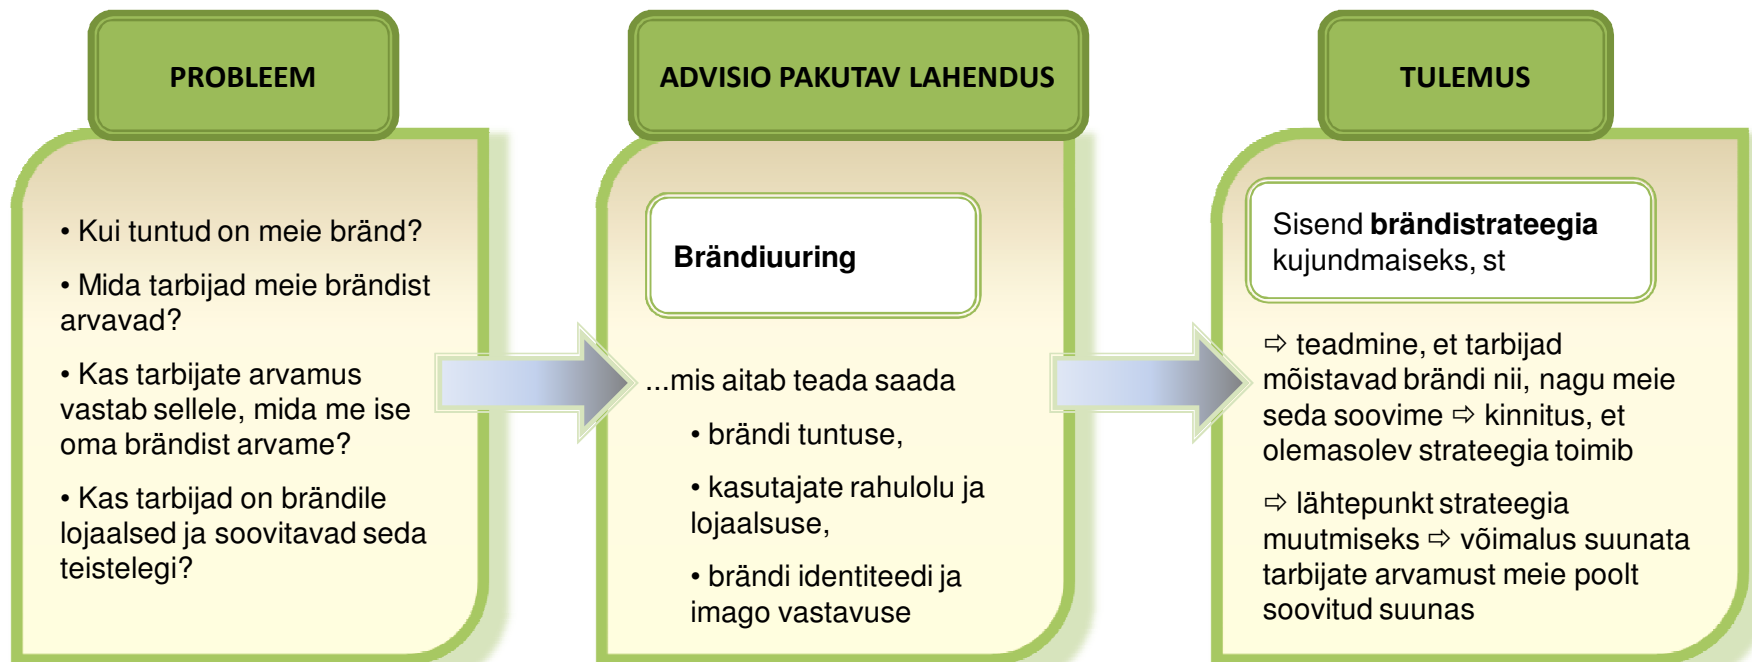 PROBLEEM
• Kui tuntud on meie bränd?
• Mida tarbijad meie brändist
arvavad?
• Kas tarbijate arvamus
vastab sellele, mida me ise
oma brändist arvame?
• Kas tarbijad on brändile
lojaalsed ja soovitavad seda
teistelegi?
ADVISIO PAKUTAV LAHENDUS
Brändiuuring
...mis aitab teada saada
• brändi tuntuse,
• kasutajate rahulolu ja
lojaalsuse,
• brändi identiteedi ja
imago vastavuse
TULEMUS
Sisend brändistrateegia
kujundmaiseks, st
⇨ teadmine, et tarbijad
mõistavad brändi nii, nagu meie
seda soovime ⇨ kinnitus, et
olemasolev strateegia toimib
⇨ lähtepunkt strateegia
muutmiseks ⇨ võimalus suunata
tarbijate arvamust meie poolt
soovitud suunas